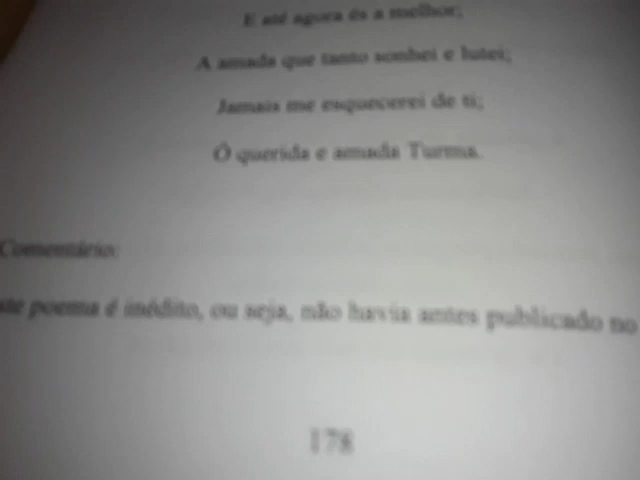 E até agora és a melhor;
A amada que tanto sonhei e lutei;
Jamais me esquecerei de ti;
Ó querida e amada Turma.
Comentário:
ste poema é inédito, ou seja, não havia antes publicado no
178